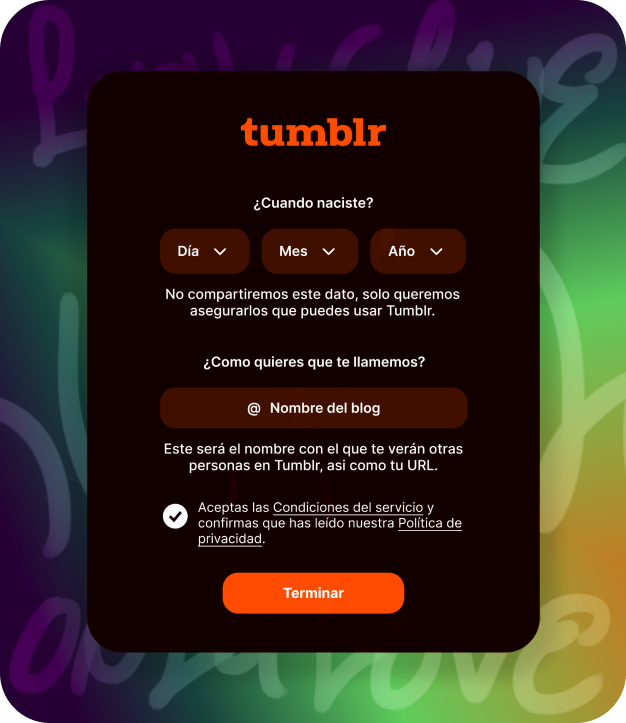 tumblr
¿Cuando naciste?
Día Mes Año
No compartiremos este dato, solo queremos
asegurarlos que puedes usar Tumblr.
¿Como quieres que te llamemos?
@ Nombre del blog
Este será el nombre con el que te verán otras
personas en Tumblr, asi como tu URL.
Aceptas las Condiciones del servicio y
confirmas que has leído nuestra Política de
privacidad.
Terminar